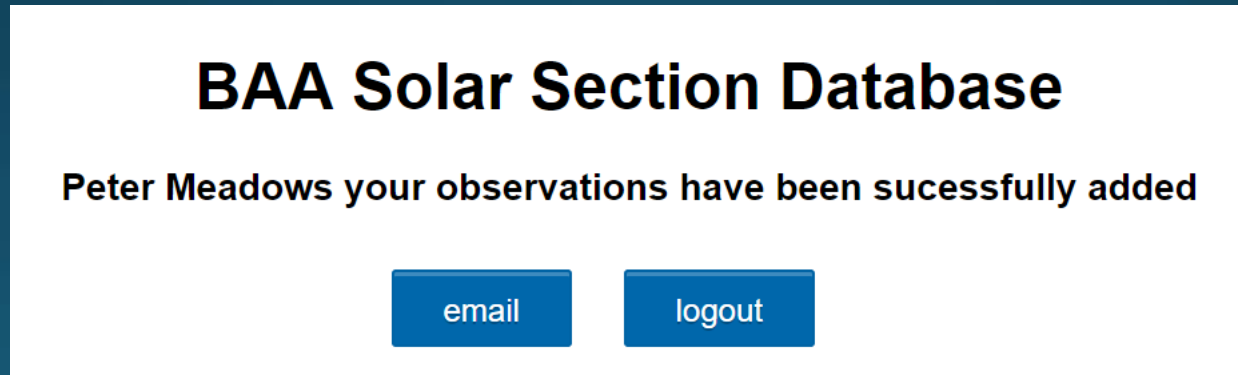 BAA Solar Section Database
Peter Meadows your observations have been sucessfully added
email logout